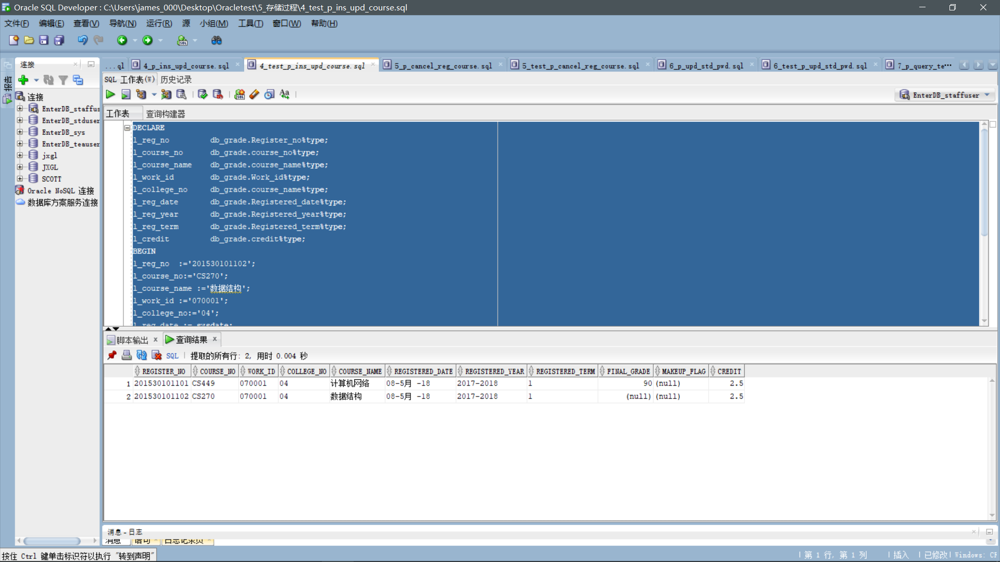 Oracle SQL Developer : C:\Users\james_000\Desktop\Oracletest\5_存储过程\4_test_p_ins_upd_course.sql
文件(F) 编辑(E) 查看(V) 导航(N) 运行(R) 源 小组(M) 工具(T) 窗口(W) 帮助(H)
连接
报告
连接
EnterDB_staffus
EnterDB_stduser
EnterDB_sys
EnterDB_teauser
jxgl
JXGL
SCOTT
Oracle NoSQL 连接
数据库方案服务连接
...ql 4_p_ins_upd_course.sql 4_test_p_ins_upd_course.sql 5_p_cancel_reg_course.sql 5_test_p_cancel_reg_course.sql 6_p_upd_std_pwd.sql 6_test_p_upd_std_pwd.sql 7_p_query_te...
SQL 工作表(W) 历史记录
EnterDB_staffuser
工作表 查询构建器
DECLARE
l_reg_no db_grade.Register_no%type;
l_course_no db_grade.course_no%type;
l_course_name db_grade.course_name%type;
l_work_id db_grade.Work_id%type;
l_college_no db_grade.course_name%type;
l_reg_date db_grade.Registered_date%type;
l_reg_year db_grade.Registered_year%type;
l_reg_term db_grade.Registered_term%type;
l_credit db_grade.credit%type;
BEGIN
l_reg_no :='201530101102';
l_course_no:='CS270';
l_course_name :='数据结构';
l_work_id :='070001';
l_college_no:='04';
l_reg_date := sysdate;
脚本输出 查询结果
SQL 提取的所有行: 2, 用时 0.004 秒
REGISTER_NO COURSE_NO WORK_ID COLLEGE_NO COURSE_NAME REGISTERED_DATE REGISTERED_YEAR REGISTERED_TERM FINAL_GRADE MAKEUP_FLAG CREDIT
1 201530101101 CS449 070001 04 计算机网络 08-5月 -18 2017-2018 1 90 (null) 2.5
2 201530101102 CS270 070001 04 数据结构 08-5月 -18 2017-2018 1 (null) (null) 2.5
消息 - 日志
消息 语句 日志记录页
按住 Ctrl 键单击标识符以执行 "转到声明"
第 1 行, 第 1 列 插入 已修改 Windows: CR